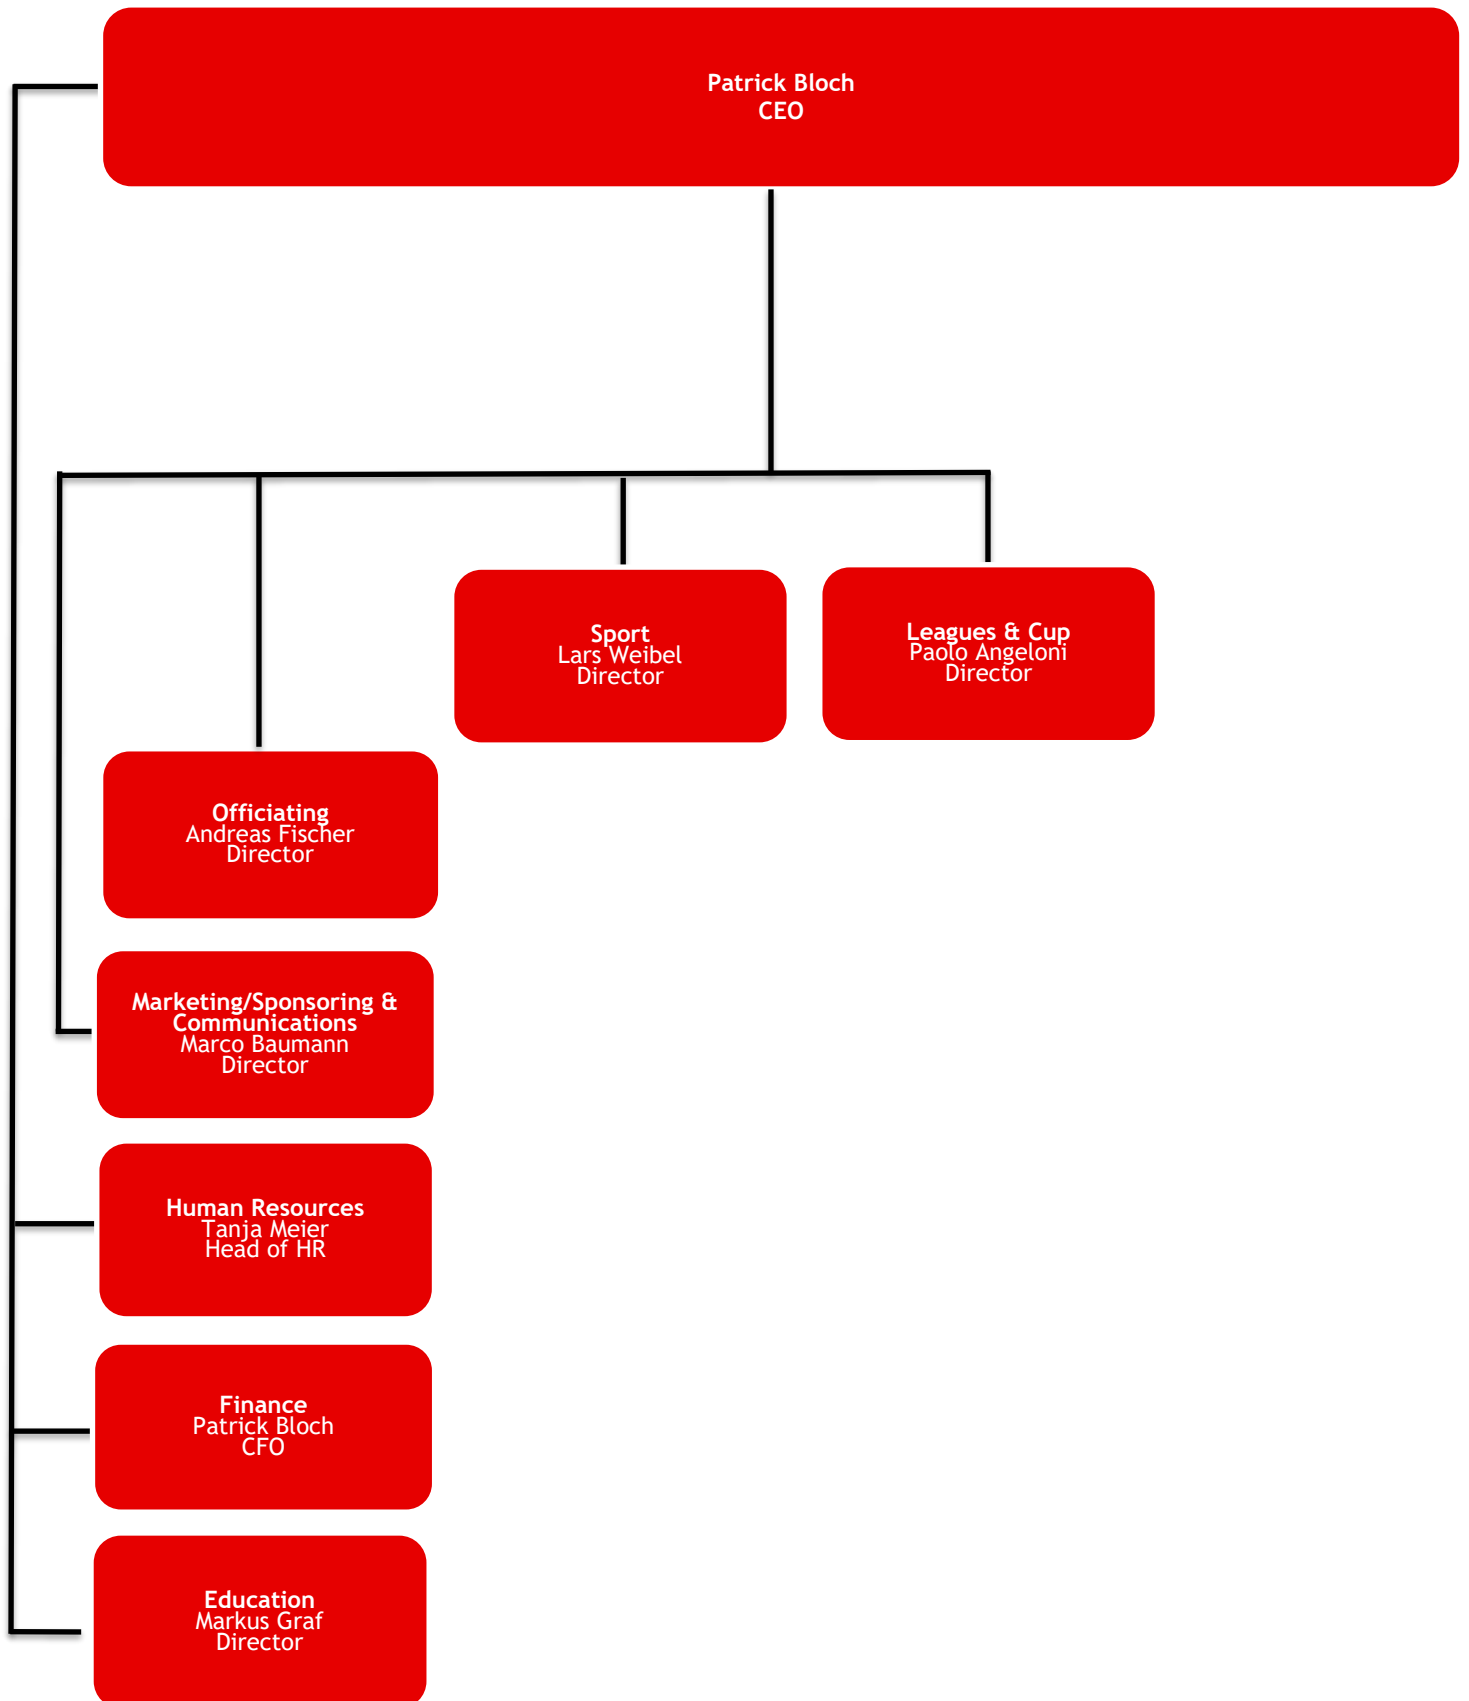 Patrick Bloch
CEO
Sport
Lars Weibel
Director
Leagues & Cup
Paolo Angeloni
Director
Officiating
Andreas Fischer
Director
Marketing/Sponsoring &
Communications
Marco Baumann
Director
Human Resources
Tanja Meier
Head of HR
Finance
Patrick Bloch
CFO
Education
Markus Graf
Director